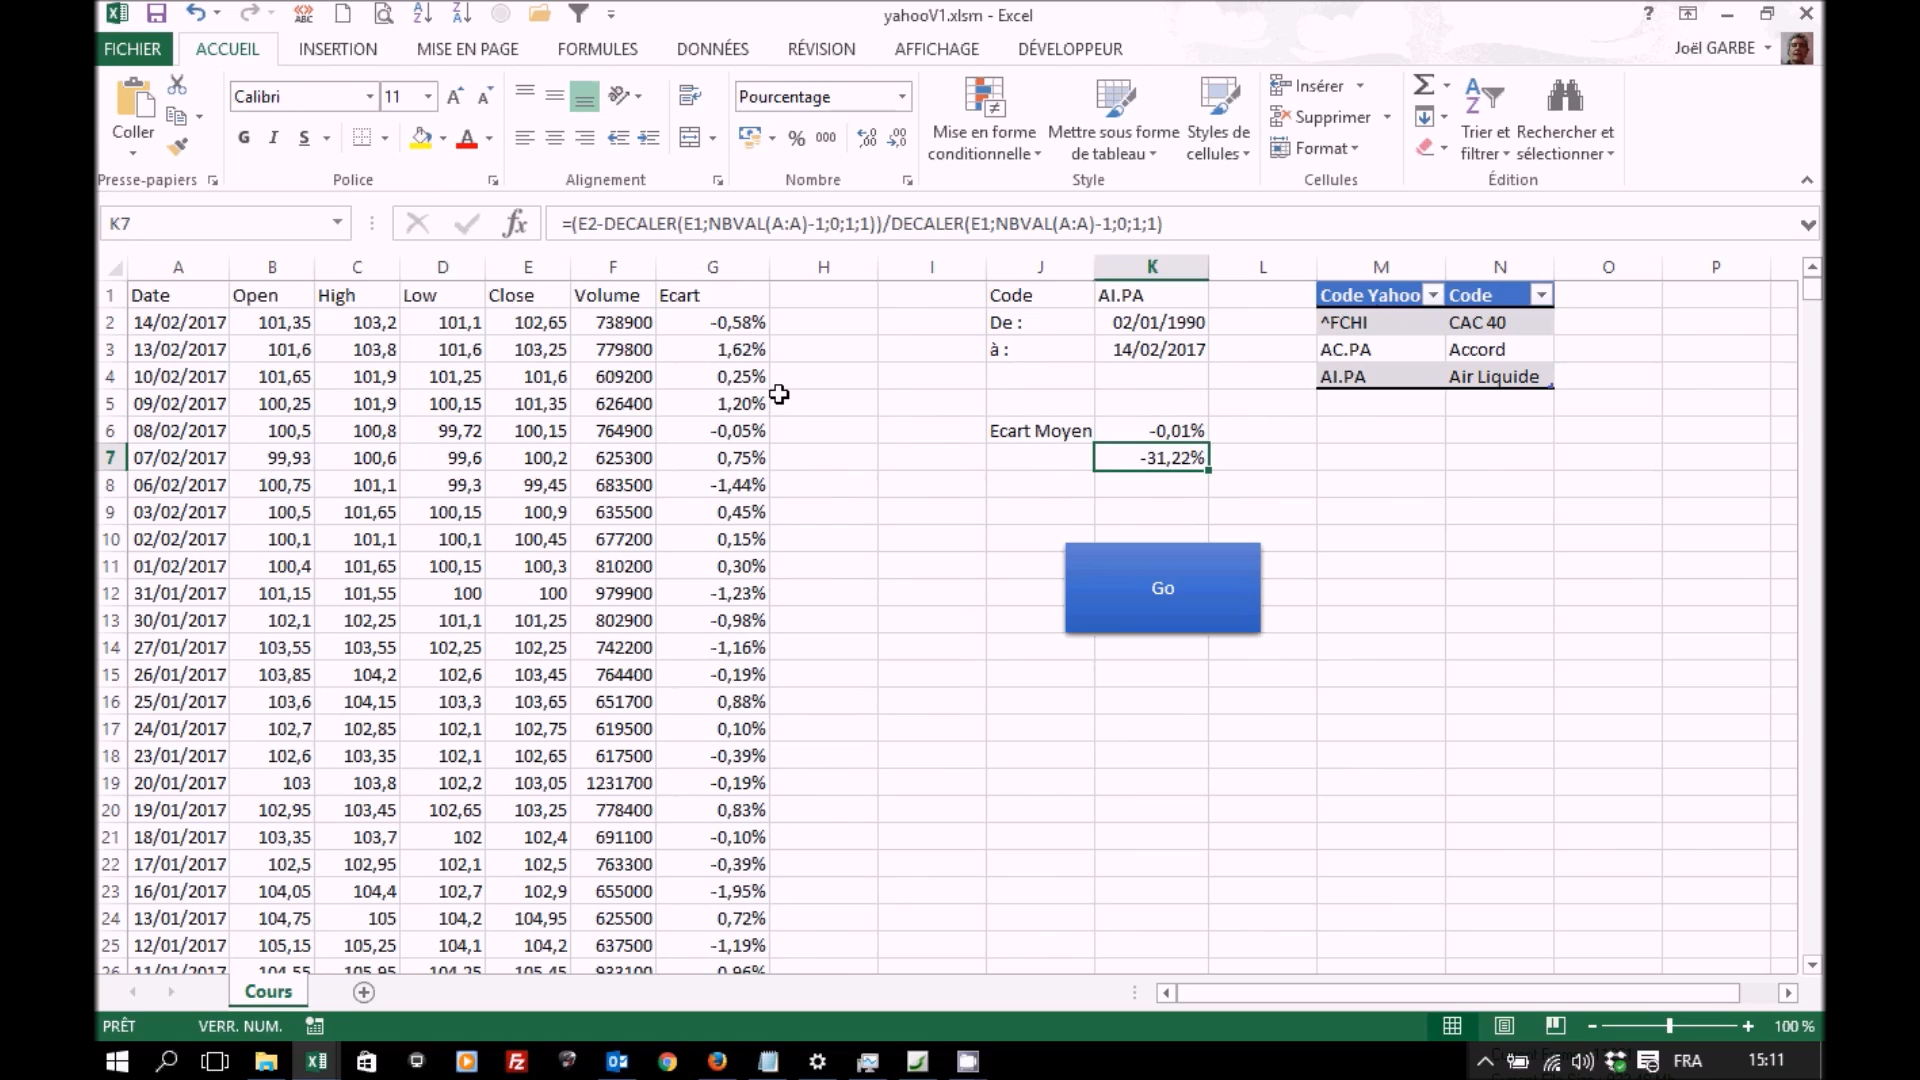 yahooV1.xlsm - Excel
FICHIER ACCUEIL INSERTION MISE EN PAGE FORMULES DONNÉES RÉVISION AFFICHAGE DÉVELOPPEUR Joël GARBE
Calibri 11 Pourcentage
Coller
G I S % 000
Mise en forme conditionnelle
Mettre sous forme de tableau
Styles de cellules
Insérer
Supprimer
Format
Trier et filtrer
Rechercher et sélectionner
Presse-papiers Police Alignement Nombre Style Cellules Édition
K7 fx =(E2-DECALER(E1;NBVAL(A:A)-1;0;1;1))/DECALER(E1;NBVAL(A:A)-1;0;1;1)
A B C D E F G H I J K L M N O P
1 Date Open High Low Close Volume Ecart Code AI.PA Code Yahoo Code
2 14/02/2017 101,35 103,2 101,1 102,65 738900 -0,58% De : 02/01/1990 ^FCHI CAC 40
3 13/02/2017 101,6 103,8 101,6 103,25 779800 1,62% à : 14/02/2017 AC.PA Accord
4 10/02/2017 101,65 101,9 101,25 101,6 609200 0,25% AI.PA Air Liquide
5 09/02/2017 100,25 101,9 100,15 101,35 626400 1,20%
6 08/02/2017 100,5 100,8 99,72 100,15 764900 -0,05% Ecart Moyen -0,01%
7 07/02/2017 99,93 100,6 99,6 100,2 625300 0,75% -31,22%
8 06/02/2017 100,75 101,1 99,3 99,45 683500 -1,44%
9 03/02/2017 100,5 101,65 100,15 100,9 635500 0,45%
10 02/02/2017 100,1 101,1 100,1 100,45 677200 0,15%
11 01/02/2017 100,4 101,65 100,15 100,3 810200 0,30%
12 31/01/2017 101,15 101,55 100 100 979900 -1,23% Go
13 30/01/2017 102,1 102,25 101,1 101,25 802900 -0,98%
14 27/01/2017 103,55 103,55 102,25 102,25 742200 -1,16%
15 26/01/2017 103,85 104,2 102,6 103,45 764400 -0,19%
16 25/01/2017 103,6 104,15 103,3 103,65 651700 0,88%
17 24/01/2017 102,7 102,85 102,1 102,75 619500 0,10%
18 23/01/2017 102,6 103,35 102,1 102,65 617500 -0,39%
19 20/01/2017 103 103,8 102,2 103,05 1231700 -0,19%
20 19/01/2017 102,95 103,45 102,65 103,25 778400 0,83%
21 18/01/2017 103,35 103,7 102 102,4 691100 -0,10%
22 17/01/2017 102,5 102,95 102,1 102,5 763300 -0,39%
23 16/01/2017 104,05 104,4 102,7 102,9 655000 -1,95%
24 13/01/2017 104,75 105 104,2 104,95 625500 0,72%
25 12/01/2017 105,15 105,25 104,1 104,2 637500 -1,19%
26 11/01/2017 104,55 105,95 104,25 105,45 933100 0,96%
Cours
PRÊT VERR. NUM. 100 %
FRA 15:11